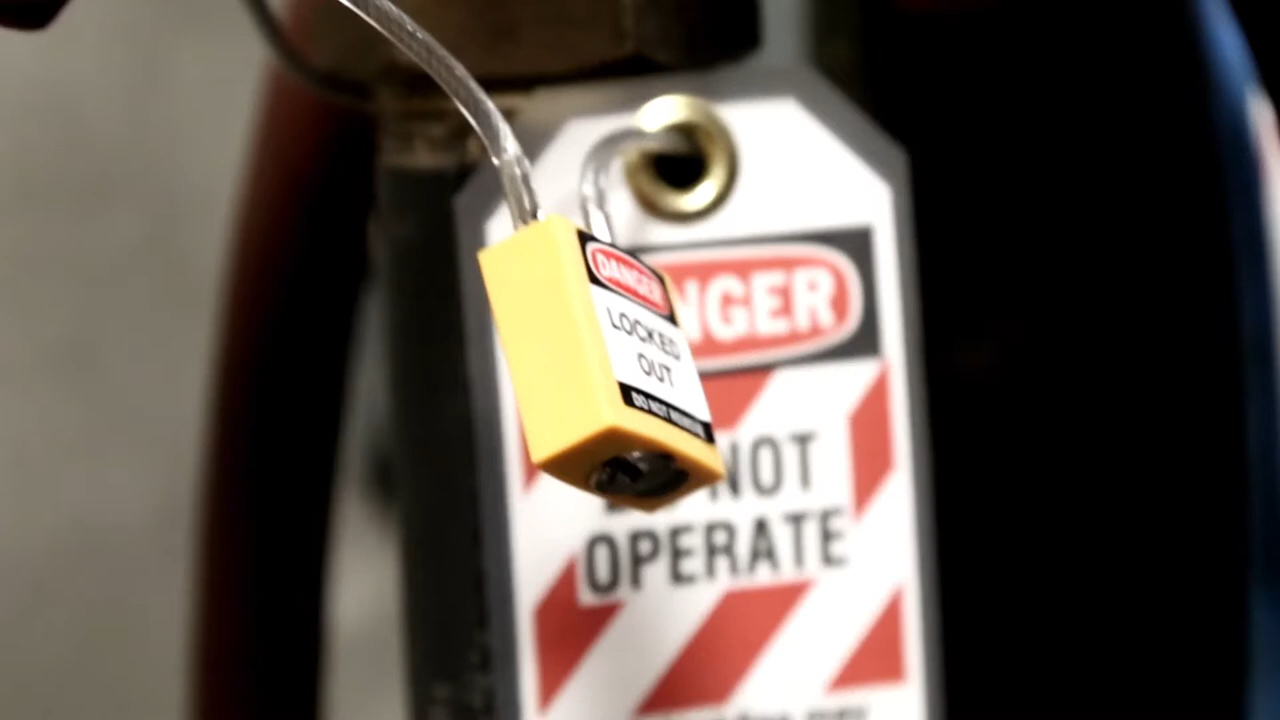 DANGER
LOCKED
OUT
DO NOT REMOVE
NGER
NOT
OPERATE